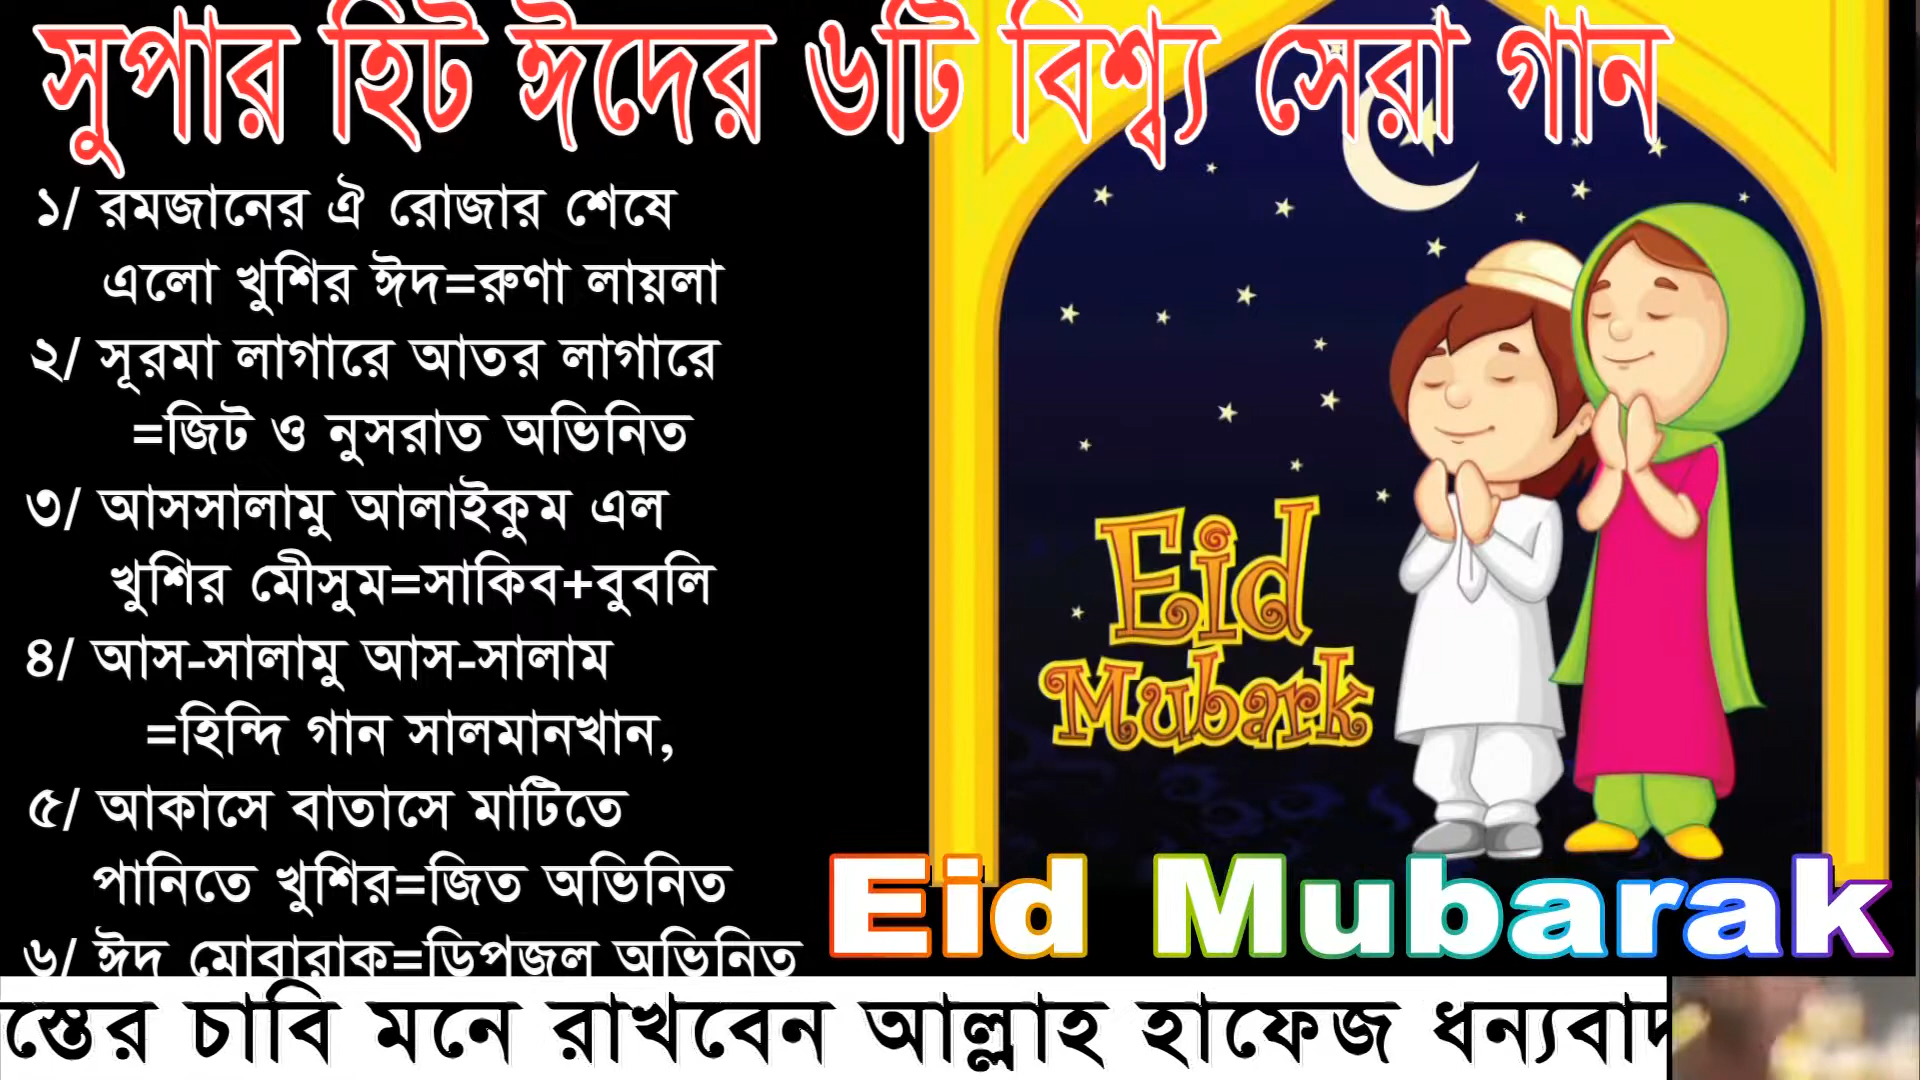 সুপার হিট ঈদের ৬টি বিশ্ব্য সেরা গান
১/ রমজানের ঐ রোজার শেষে
এলো খুশির ঈদ=রুণা লায়লা
২/ সূরমা লাগারে আতর লাগারে
=জিট ও নুসরাত অভিনিত
৩/ আসসালামু আলাইকুম এল
খুশির মৌসুম=সাকিব+বুবলি
৪/ আস-সালামু আস-সালাম
=হিন্দি গান সালমানখান,
৫/ আকাসে বাতাসে মাটিতে
পানিতে খুশির=জিত অভিনিত
৬/ ঈদ মোবারাক=ডিপজল অভিনিত
Eid
Mubark
Eid Mubarak
স্তের চাবি মনে রাখবেন আল্লাহ হাফেজ ধন্যবাদ